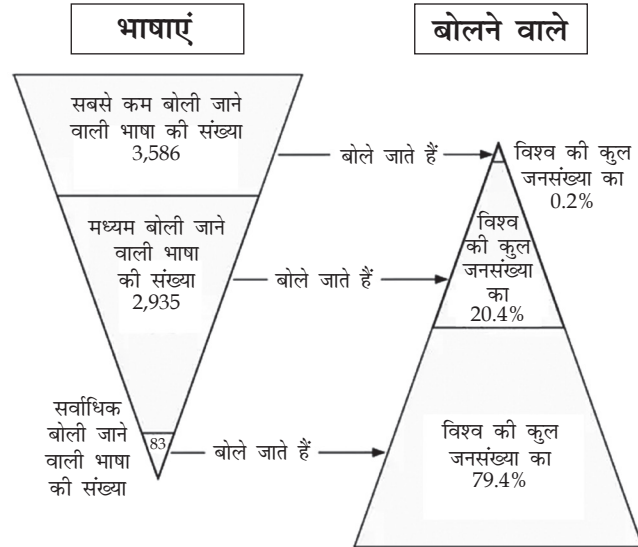 भाषाएं
बोलने वाले
सबसे कम बोली जाने
वाली भाषा की संख्या
3,586
बोले जाते हैं
विश्व की कुल
जनसंख्या का
0.2%
मध्यम बोली जाने
वाली भाषा
की संख्या
2,935
बोले जाते हैं
विश्व
की कुल
जनसंख्या
का
20.4%
सर्वाधिक
बोली जाने
वाली भाषा
की संख्या
83
बोले जाते हैं
विश्व की कुल
जनसंख्या का
79.4%